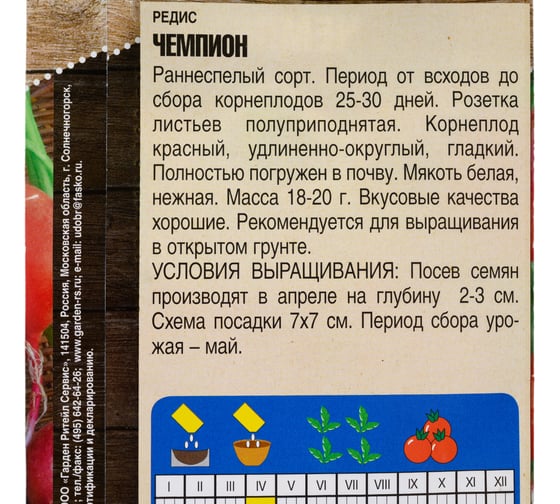 РЕДИС
ЧЕМПИОН
Раннеспелый сорт. Период от всходов до
сбора корнеплодов 25-30 дней. Розетка
листьев полуприподнятая. Корнеплод
красный, удлиненно-округлый, гладкий.
Полностью погружен в почву. Мякоть белая,
нежная. Масса 18-20 г. Вкусовые качества
хорошие. Рекомендуется для выращивания
в открытом грунте.
УСЛОВИЯ ВЫРАЩИВАНИЯ: Посев семян
производят в апреле на глубину 2-3 см.
Схема посадки 7х7 см. Период сбора уро-
жая – май.
I II III IV V VI VII VIII IX X XI XII
ООО «Гарден Ритейл Сервис», 141504, Россия, Московская область, г. Солнечногорск,
тел./факс: (495) 642-64-26; www.garden-rs.ru; e-mail: udobr@fasko.ru.
тификации и декларированию.